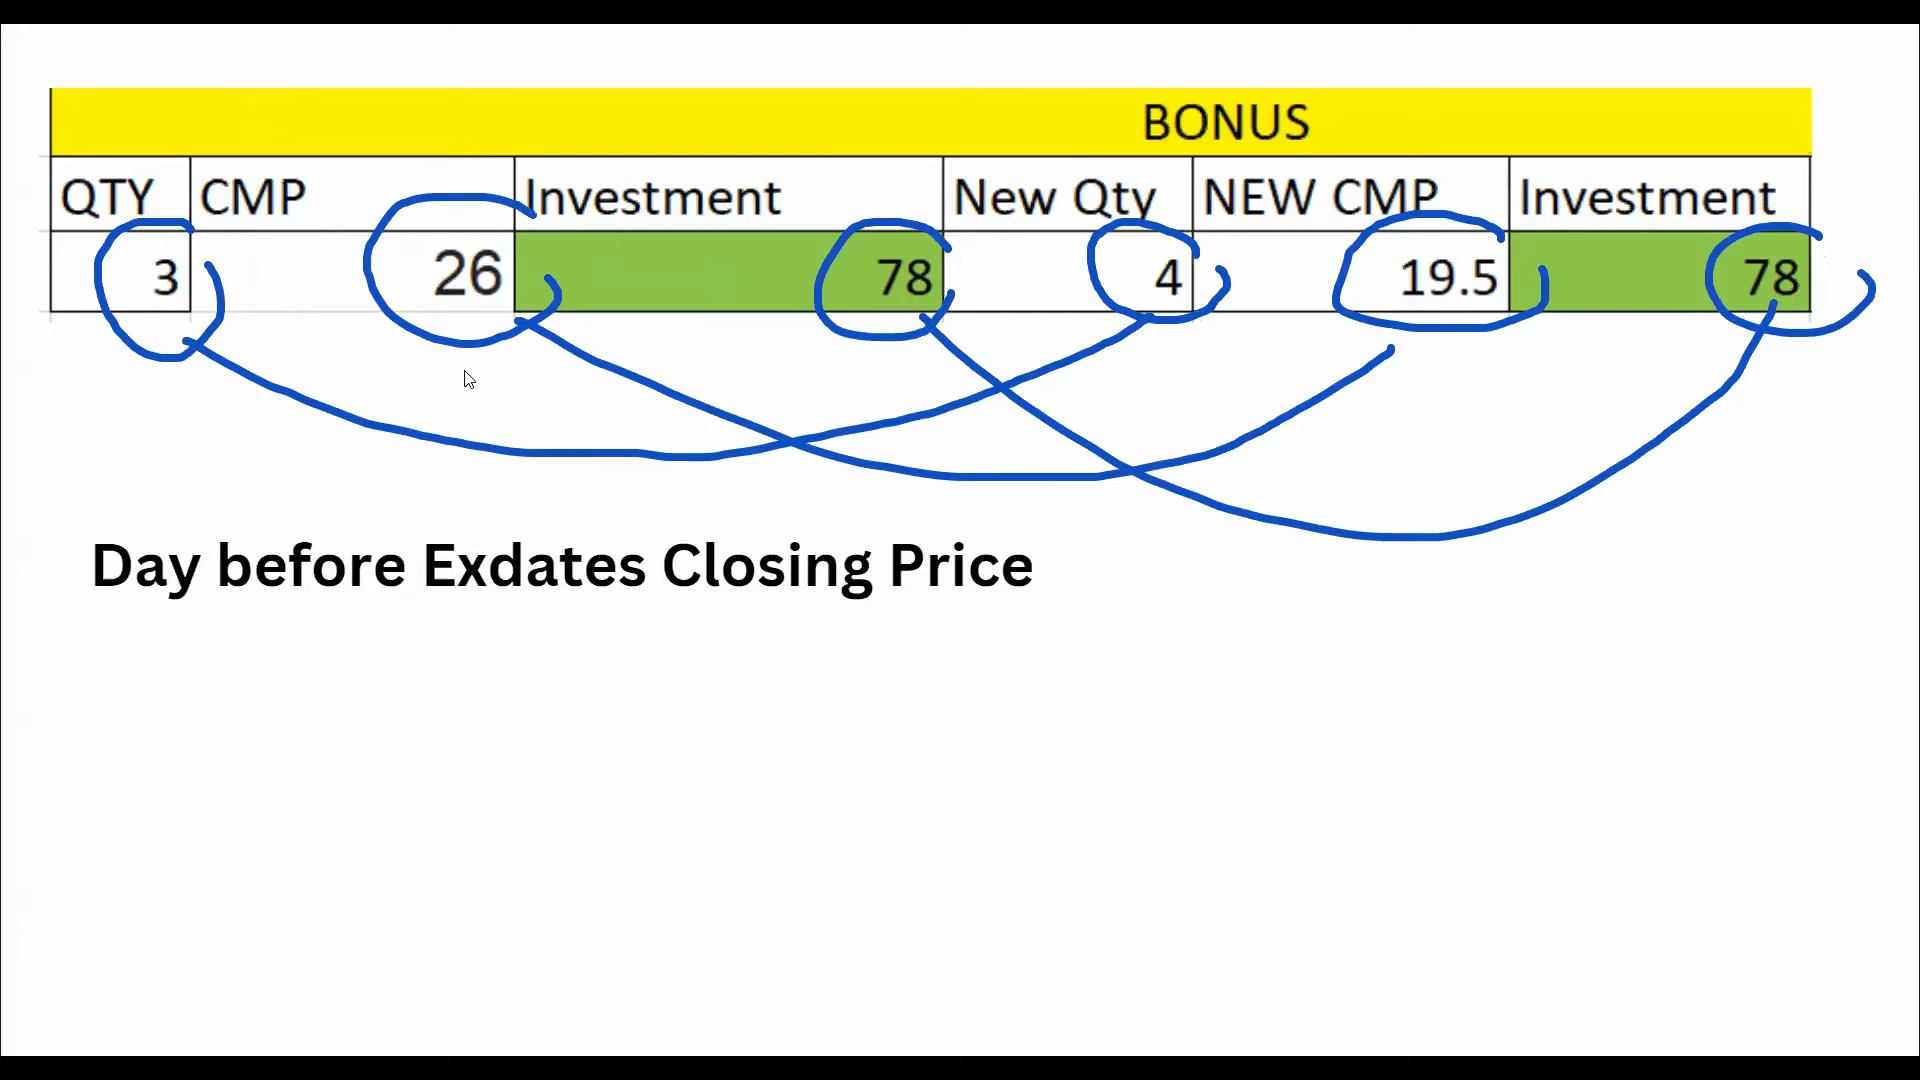 BONUS
QTY CMP Investment New Qty NEW CMP Investment
3 26 78 4 19.5 78
Day before Exdates Closing Price